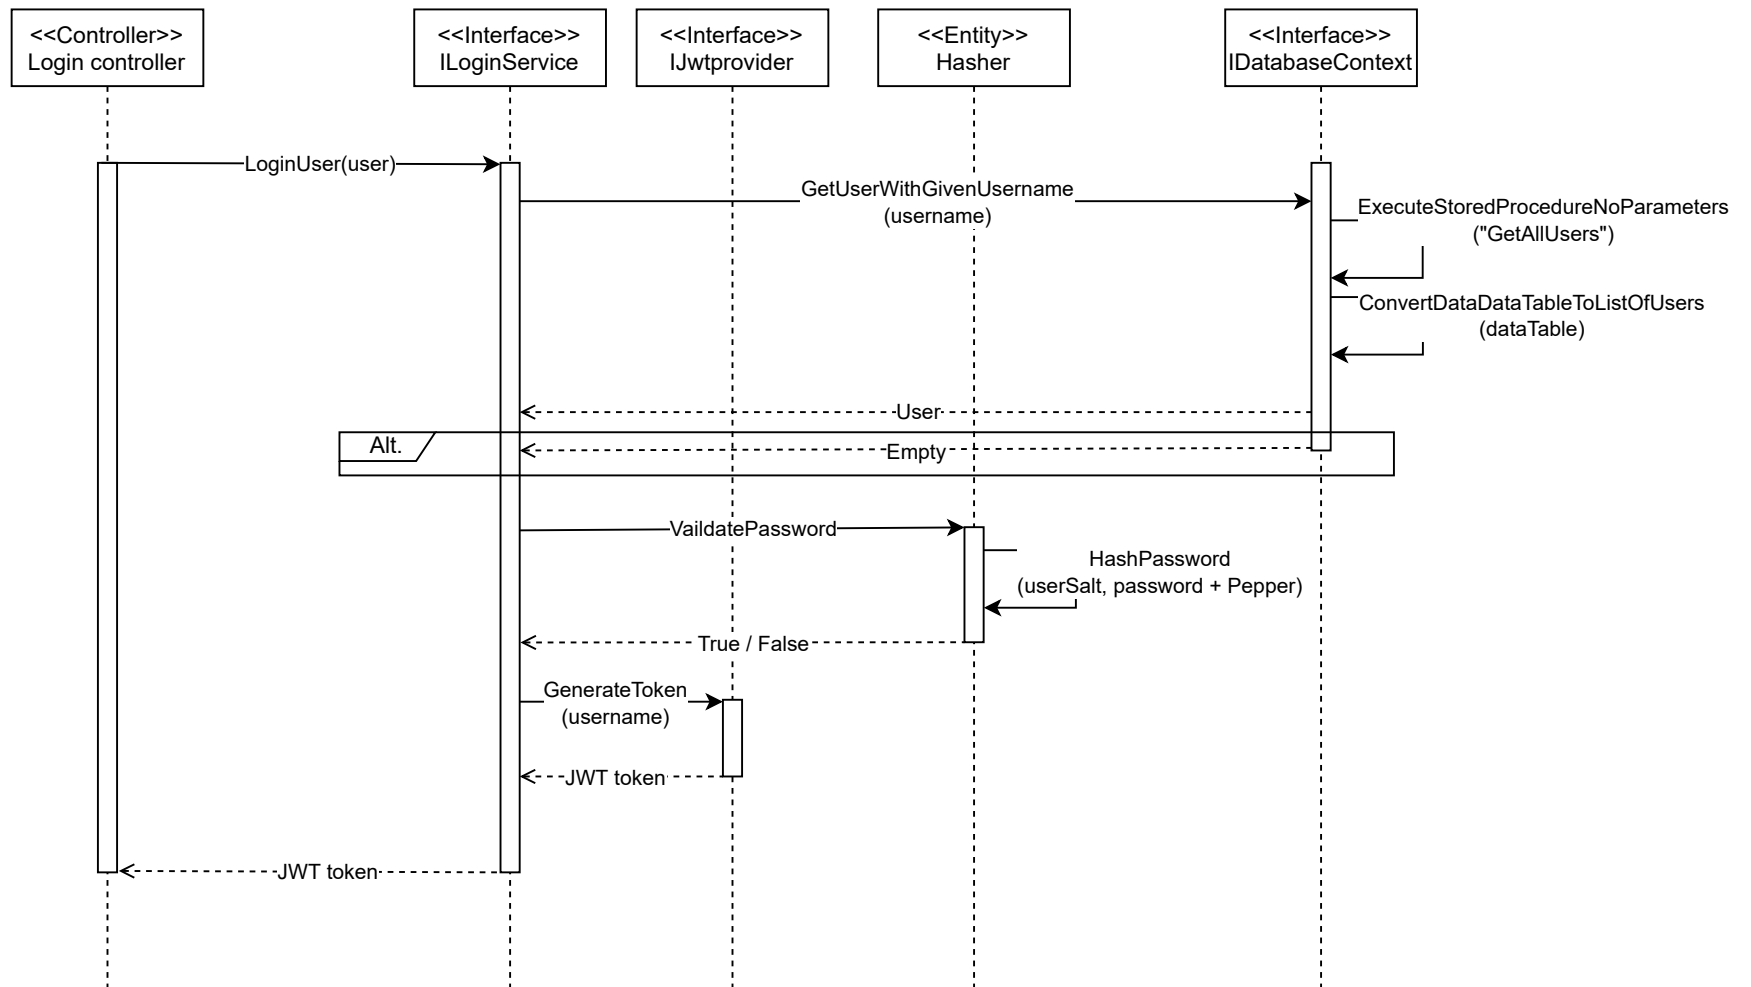 <<Controller>>
Login controller
<<Interface>>
ILoginService
<<Interface>>
IJwtprovider
<<Entity>>
Hasher
<<Interface>>
IDatabaseContext
LoginUser(user)
GetUserWithGivenUsername
(username)
ExecuteStoredProcedureNoParameters
("GetAllUsers")
ConvertDataDataTableToListOfUsers
(dataTable)
User
Alt.
Empty
VaildatePassword
HashPassword
(userSalt, password + Pepper)
True / False
GenerateToken
(username)
JWT token
JWT token